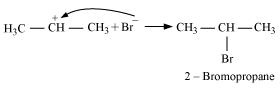 H₃C — CH⁺ — CH₃ + Br⁻ ⟶ CH₃ — CH — CH₃
Br
2 – Bromopropane